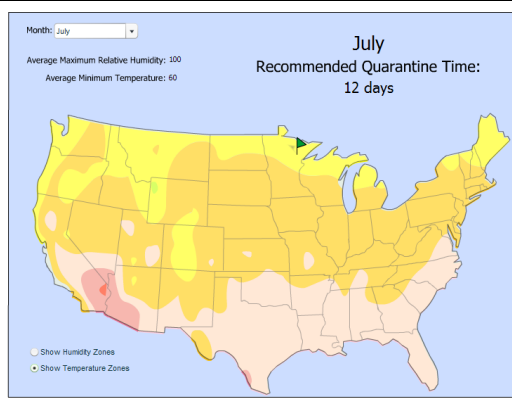 Month: July
July
Average Maximum Relative Humidity: 100
Recommended Quarantine Time:
Average Minimum Temperature: 60
12 days
Show Humidity Zones
Show Temperature Zones